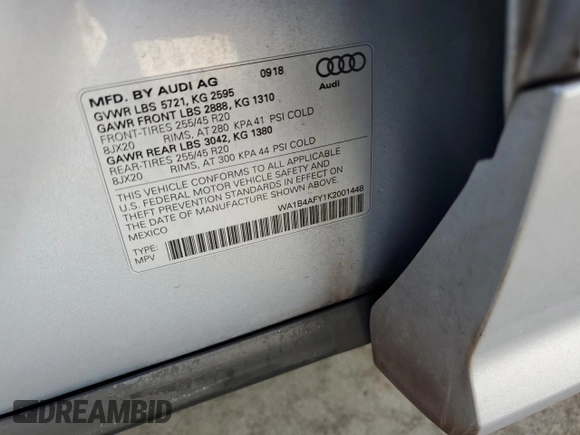 MFD. BY AUDI AG 09 18
GVWR LBS 5721, KG 2595
GAWR FRONT LBS 2888, KG 1310
FRONT-TIRES 255/45 R20
8JX20 RIMS, AT 280 KPA 41 PSI COLD
GAWR REAR LBS 3042, KG 1380
REAR-TIRES 255/45 R20
8JX20 RIMS, AT 300 KPA 44 PSI COLD
Audi
THIS VEHICLE CONFORMS TO ALL APPLICABLE
U.S. FEDERAL MOTOR VEHICLE SAFETY AND
THEFT PREVENTION STANDARDS IN EFFECT ON
THE DATE OF MANUFACTURE SHOWN ABOVE.
MEXICO WA1B4AFY1K2001448
TYPE:
MPV
DREAMBID